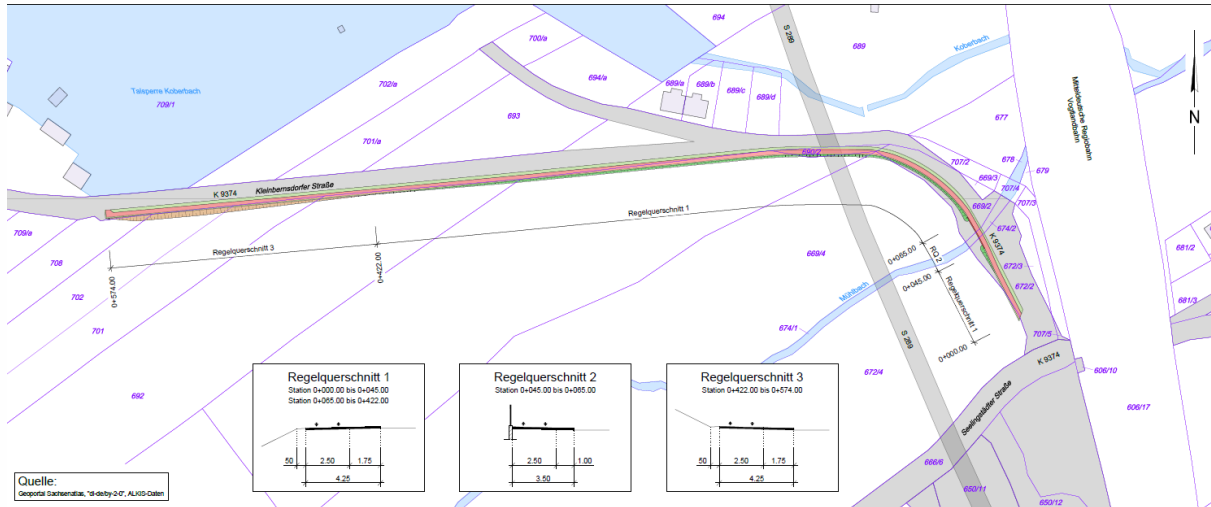 694
S 289
689
Koberbach
700/a
694/a
689/a
689/b
689/c
689/d
Talsperre Koberbach
709/1
702/a
693
701/a
Mitteldeutsche Regiobahn
Vogtlandbahn
N
677
690/2
707/2
678
679
669/3
707/4
707/3
669/2
674/2
K 9374
K 9374
Kleinbernsdorfer Straße
709/a
708
702
701
692
Regelquerschnitt 3
Regelquerschnitt 1
0+574.00
0+422.00
669/4
0+065.00
RQ 2
0+045.00
Regelquerschnitt 1
0+000.00
672/3
672/2
681/2
681/3
Mühlbach
674/1
S 289
672/4
707/5
K 9374
606/10
606/17
Seelingstädter Straße
666/6
650/11
650/12
Regelquerschnitt 1
Station 0+000.00 bis 0+045.00
Station 0+065.00 bis 0+422.00
50
2.50
1.75
4.25
Regelquerschnitt 2
Station 0+045.00 bis 0+065.00
2.50
1.00
3.50
Regelquerschnitt 3
Station 0+422.00 bis 0+574.00
50
2.50
1.75
4.25
Quelle:
Geoportal Sachsenatlas, "dl-de/by-2-0", ALKIS-Daten